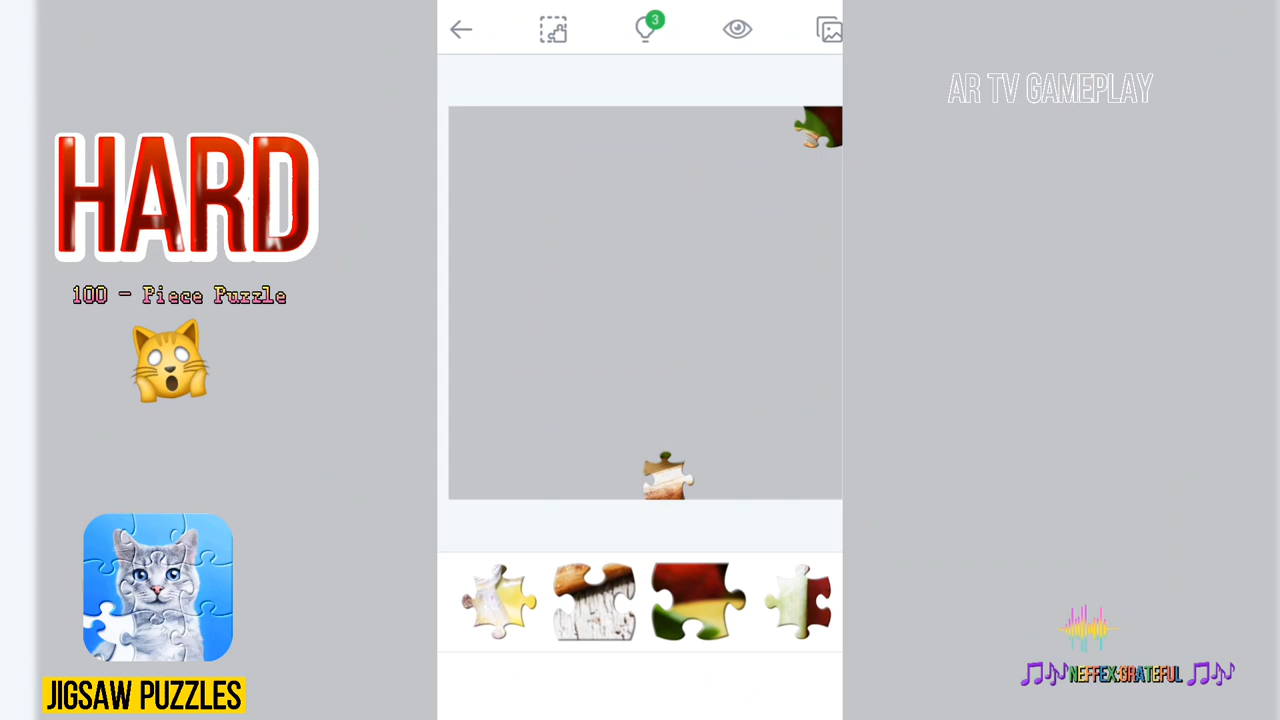 3
AR TV GAMEPLAY
HARD
100 - Piece Puzzle
JIGSAW PUZZLES
NEFFEX:GRATEFUL